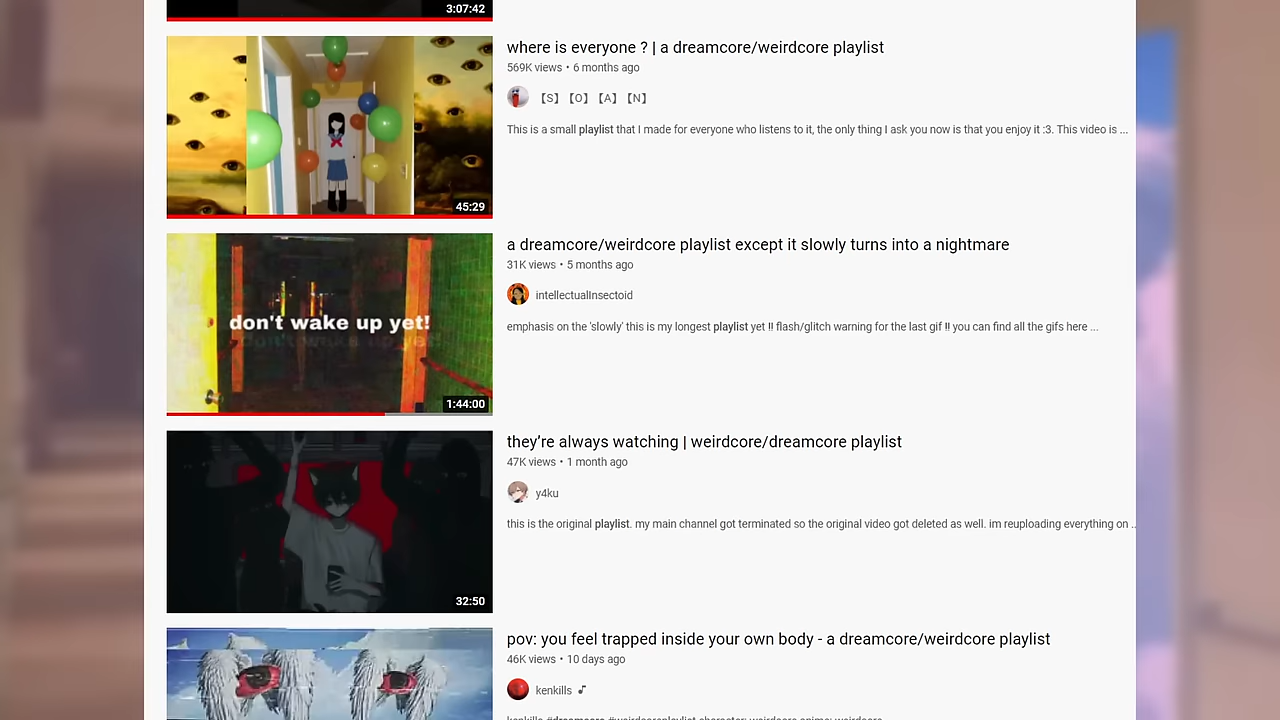 3:07:42
where is everyone ? | a dreamcore/weirdcore playlist
569K views • 6 months ago
【S】【O】【A】【N】
This is a small playlist that I made for everyone who listens to it, the only thing I ask you now is that you enjoy it :3. This video is ...
45:29
a dreamcore/weirdcore playlist except it slowly turns into a nightmare
31K views • 5 months ago
intellectualInsectoid
don't wake up yet!
don't wake up yet!
emphasis on the 'slowly' this is my longest playlist yet !! flash/glitch warning for the last gif !! you can find all the gifs here ...
1:44:00
they're always watching | weirdcore/dreamcore playlist
47K views • 1 month ago
y4ku
this is the original playlist. my main channel got terminated so the original video got deleted as well. im reuploading everything on ..
32:50
pov: you feel trapped inside your own body - a dreamcore/weirdcore playlist
46K views • 10 days ago
kenkills